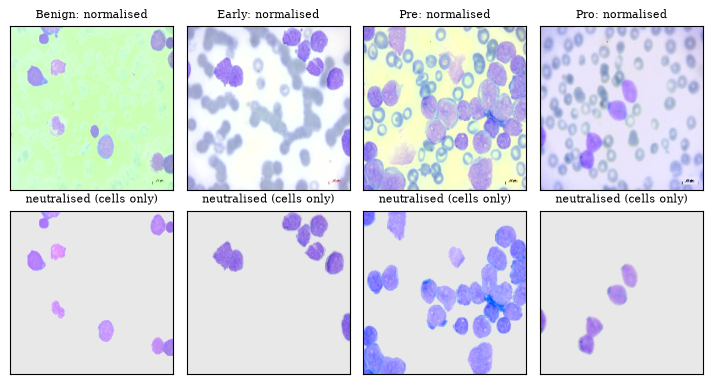 Benign: normalised
Early: normalised
Pre: normalised
Pro: normalised
neutralised (cells only)
neutralised (cells only)
neutralised (cells only)
neutralised (cells only)